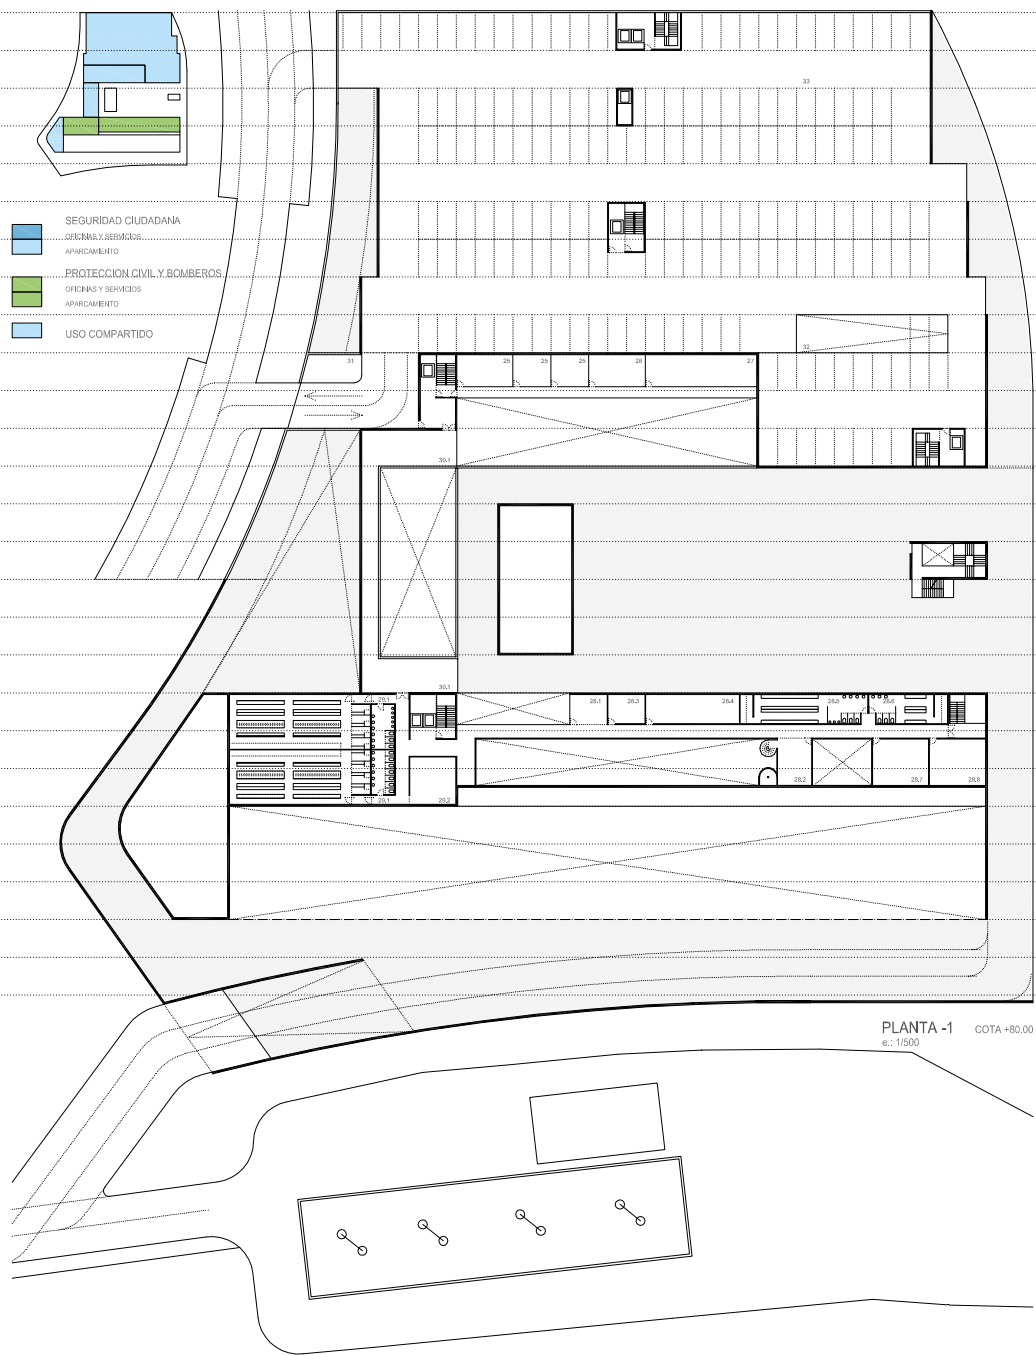 SEGURIDAD CIUDADANA
OFICINAS Y SERVICIOS
APARCAMIENTO
PROTECCION CIVIL Y BOMBEROS
OFICINAS Y SERVICIOS
APARCAMIENTO
USO COMPARTIDO
33
32
31
25
25
25
26
27
30.1
30.1
29.1
28.1
28.3
28.4
28.5
28.6
28.2
28.7
28.8
29.1
29.2
PLANTA -1
COTA +80.00
e.: 1/500